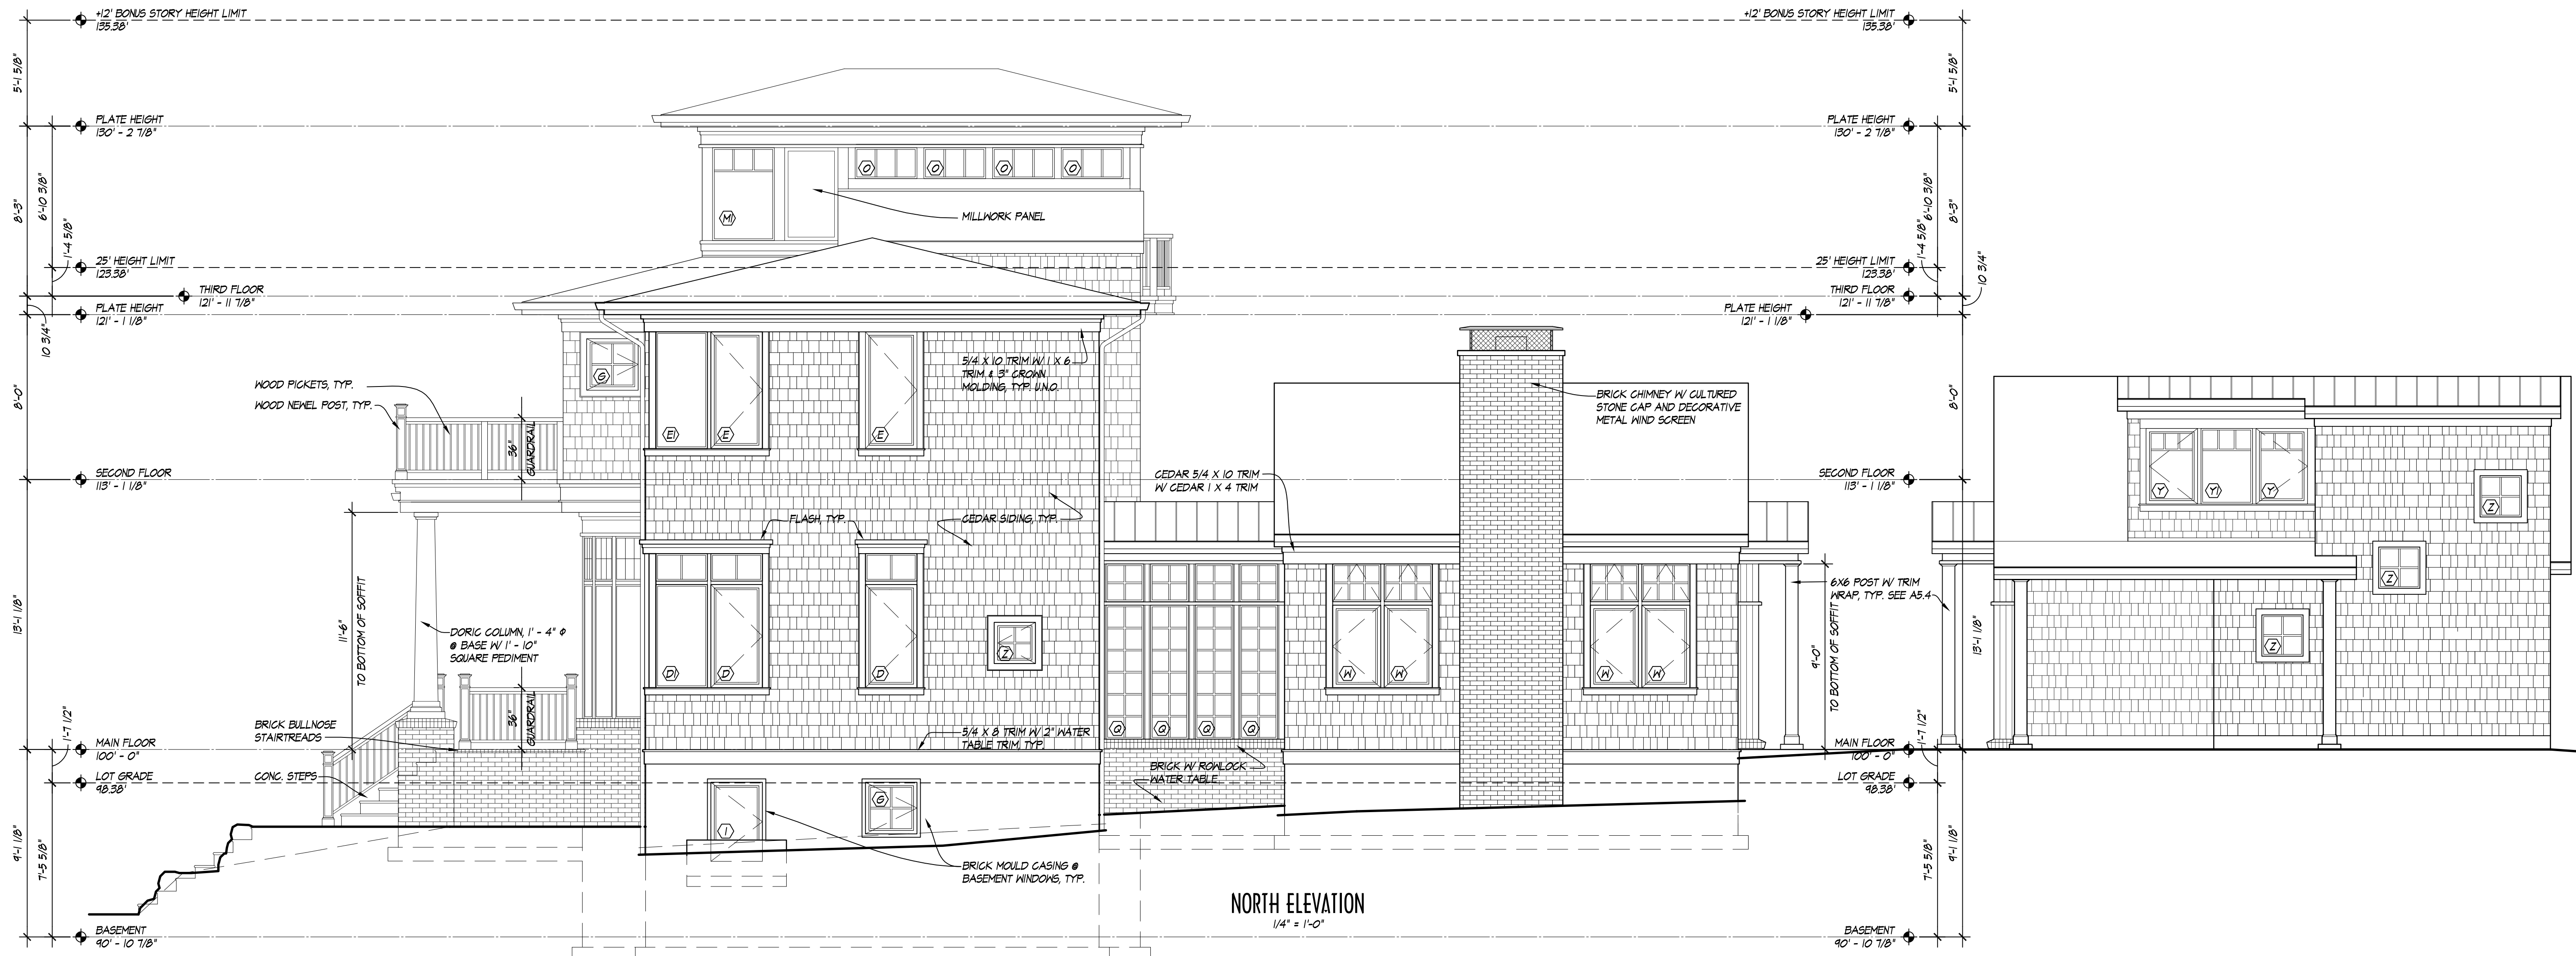 +12' BONUS STORY HEIGHT LIMIT
135.38'
5'-1 5/8"
PLATE HEIGHT
130' - 2 7/8"
8'-3"
6'-10 3/8"
1'-4 5/8"
25' HEIGHT LIMIT
123.38'
THIRD FLOOR
121' - 11 7/8"
PLATE HEIGHT
121' - 1 1/8"
10 3/4"
8'-0"
WOOD PICKETS, TYP.
WOOD NEWEL POST, TYP.
36"
GUARDRAIL
SECOND FLOOR
113' - 1 1/8"
13'-1 1/8"
11'-6"
TO BOTTOM OF SOFFIT
DORIC COLUMN, 1' - 4" Φ
@ BASE W/ 1' - 10"
SQUARE PEDIMENT
36"
GUARDRAIL
BRICK BULLNOSE
STAIRTREADS
1'-7 1/2"
MAIN FLOOR
100' - 0"
LOT GRADE
98.38'
CONC. STEPS
9'-1 1/8"
7'-5 5/8"
BASEMENT
90' - 10 7/8"
M1
O
O
O
O
MILLWORK PANEL
G
E1
E
E
5/4 X 10 TRIM W/ 1 X 6
TRIM & 3" CROWN
MOLDING, TYP. U.N.O.
FLASH, TYP.
CEDAR SIDING, TYP.
D1
D
D
Z
5/4 X 8 TRIM W/ 2" WATER
TABLE TRIM, TYP.
I
G
BRICK MOULD CASING @
BASEMENT WINDOWS, TYP.
CEDAR 5/4 X 10 TRIM
W/ CEDAR 1 X 4 TRIM
Q
Q
Q
Q
BRICK W/ ROWLOCK
WATER TABLE
W
W
W
W
BRICK CHIMNEY W/ CULTURED
STONE CAP AND DECORATIVE
METAL WIND SCREEN
NORTH ELEVATION
1/4" = 1'-0"
+12' BONUS STORY HEIGHT LIMIT
135.38'
5'-1 5/8"
PLATE HEIGHT
130' - 2 7/8"
6'-10 3/8"
8'-3"
1'-4 5/8"
25' HEIGHT LIMIT
123.38'
THIRD FLOOR
121' - 11 7/8"
10 3/4"
PLATE HEIGHT
121' - 1 1/8"
8'-0"
SECOND FLOOR
113' - 1 1/8"
6X6 POST W/ TRIM
WRAP, TYP. SEE A5.4
9'-0"
TO BOTTOM OF SOFFIT
13'-1 1/8"
1'-7 1/2"
MAIN FLOOR
100' - 0"
LOT GRADE
98.38'
7'-5 5/8"
9'-1 1/8"
BASEMENT
90' - 10 7/8"
Y
Y1
Y
Z
Z
Z